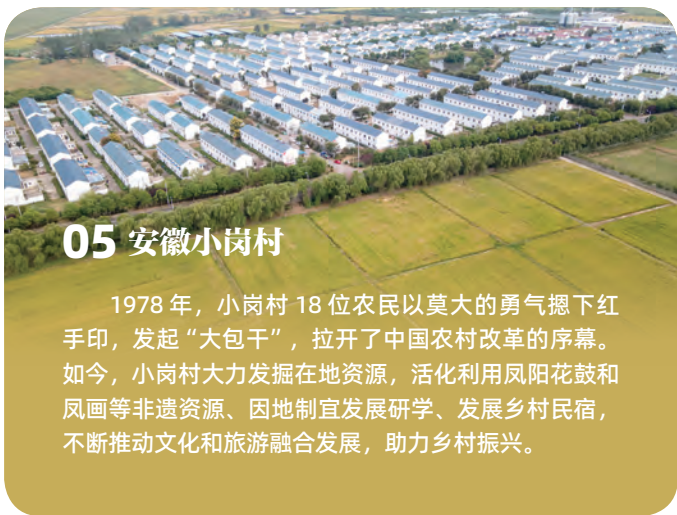 05 安徽小岗村
1978 年，小岗村 18 位农民以莫大的勇气摁下红
手印，发起“大包干”，拉开了中国农村改革的序幕。
如今，小岗村大力发掘在地资源，活化利用凤阳花鼓和
凤画等非遗资源、因地制宜发展研学、发展乡村民宿，
不断推动文化和旅游融合发展，助力乡村振兴。